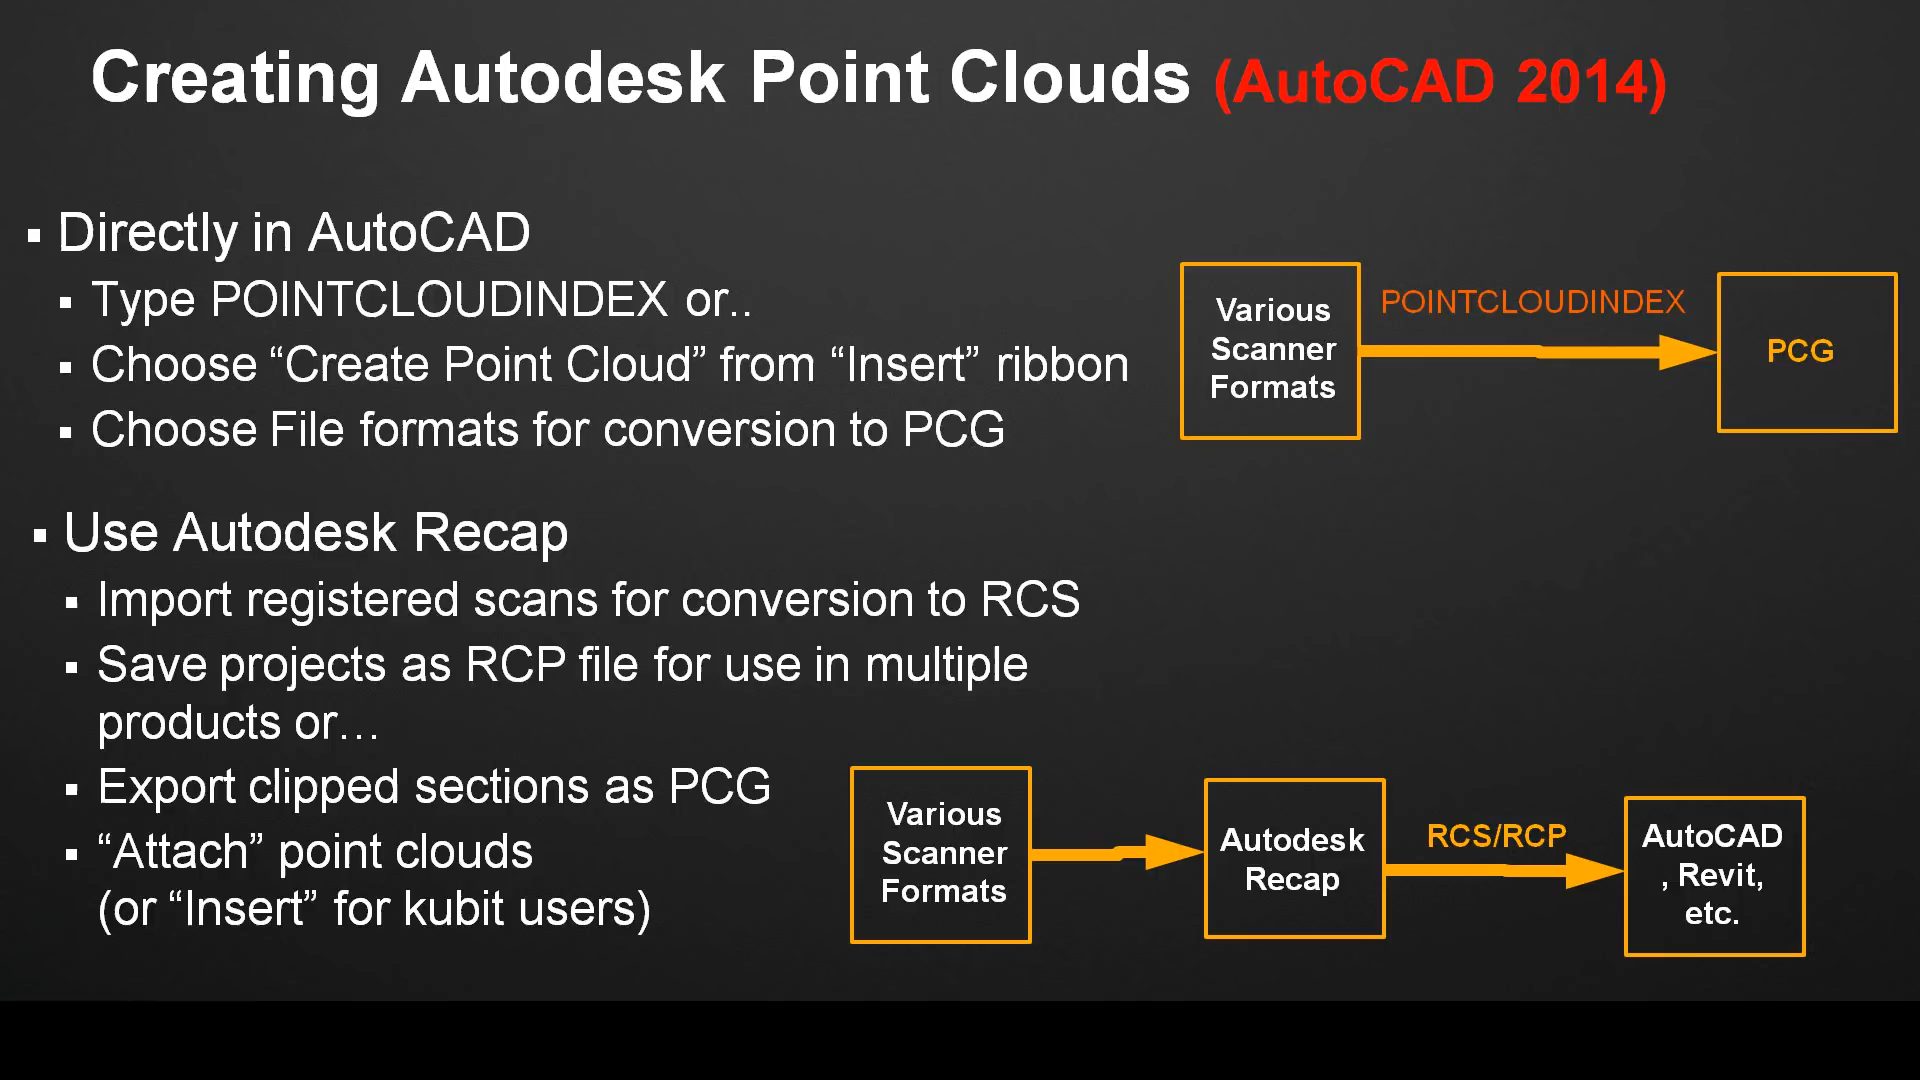 Creating Autodesk Point Clouds (AutoCAD 2014)
▪ Directly in AutoCAD
▪ Type POINTCLOUDINDEX or..
▪ Choose “Create Point Cloud” from “Insert” ribbon
▪ Choose File formats for conversion to PCG
Various
Scanner
Formats
POINTCLOUDINDEX
PCG
▪ Use Autodesk Recap
▪ Import registered scans for conversion to RCS
▪ Save projects as RCP file for use in multiple
products or…
▪ Export clipped sections as PCG
▪ “Attach” point clouds
(or “Insert” for kubit users)
Various
Scanner
Formats
Autodesk
Recap
RCS/RCP
AutoCAD
, Revit,
etc.